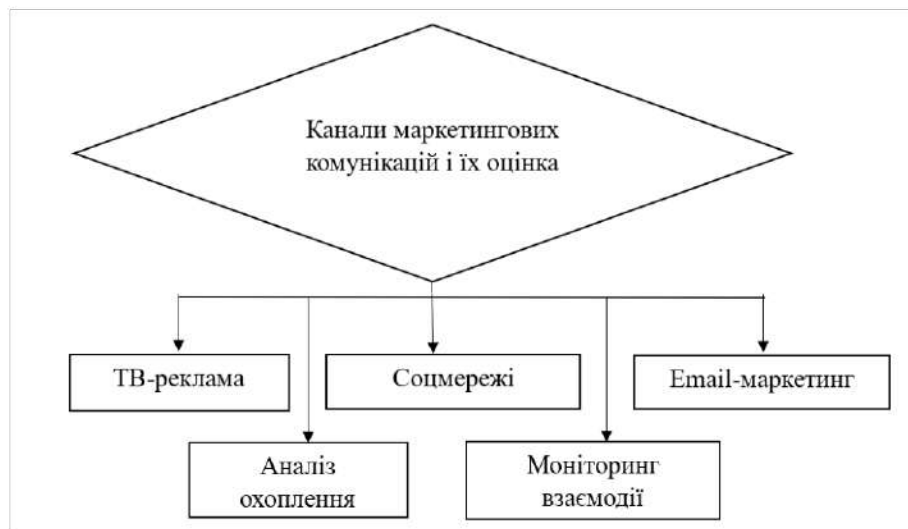 Канали маркетингових
комунікацій і їх оцінка
ТВ-реклама
Соцмережі
Email-маркетинг
Аналіз
охоплення
Моніторинг
взаємодії